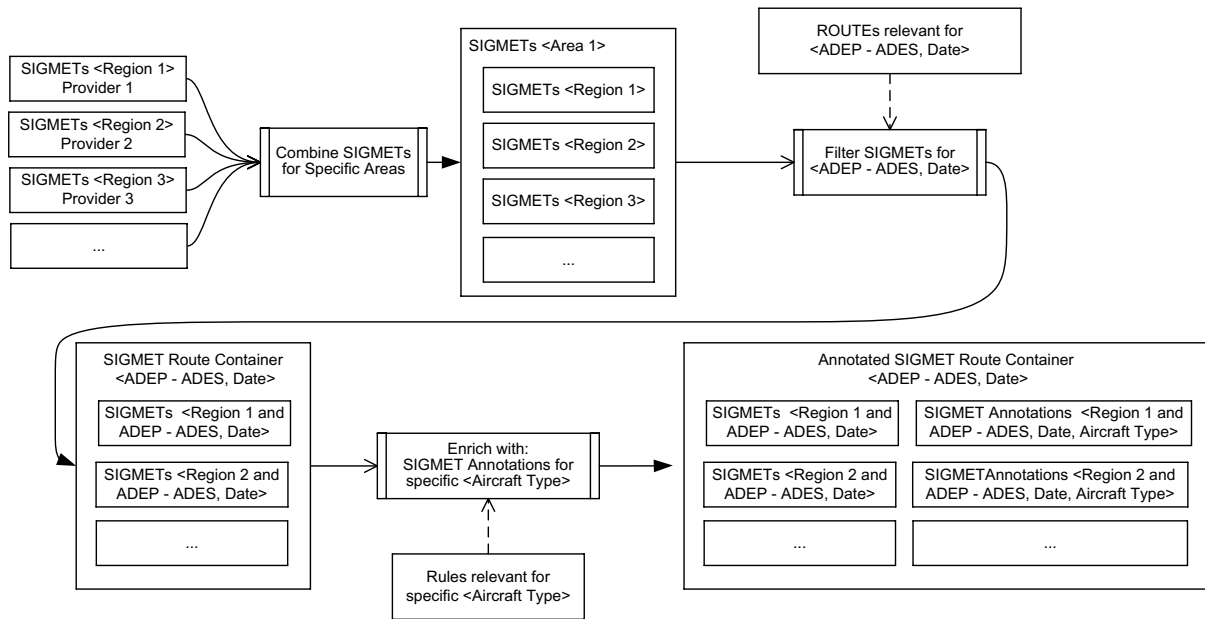 SIGMETs <Region 1>
Provider 1
SIGMETs <Region 2>
Provider 2
SIGMETs <Region 3>
Provider 3
...
Combine SIGMETs
for Specific Areas
SIGMETs <Area 1>
SIGMETs <Region 1>
SIGMETs <Region 2>
SIGMETs <Region 3>
...
ROUTEs relevant for
<ADEP - ADES, Date>
Filter SIGMETs for
<ADEP - ADES, Date>
SIGMET Route Container
<ADEP - ADES, Date>
SIGMETs <Region 1 and
ADEP - ADES, Date>
SIGMETs <Region 2 and
ADEP - ADES, Date>
...
Enrich with:
SIGMET Annotations for
specific <Aircraft Type>
Rules relevant for
specific <Aircraft Type>
Annotated SIGMET Route Container
<ADEP - ADES, Date>
SIGMETs <Region 1 and
ADEP - ADES, Date>
SIGMET Annotations <Region 1 and
ADEP - ADES, Date, Aircraft Type>
SIGMETs <Region 2 and
ADEP - ADES, Date>
SIGMETAnnotations <Region 2 and
ADEP - ADES, Date, Aircraft Type>
...
...